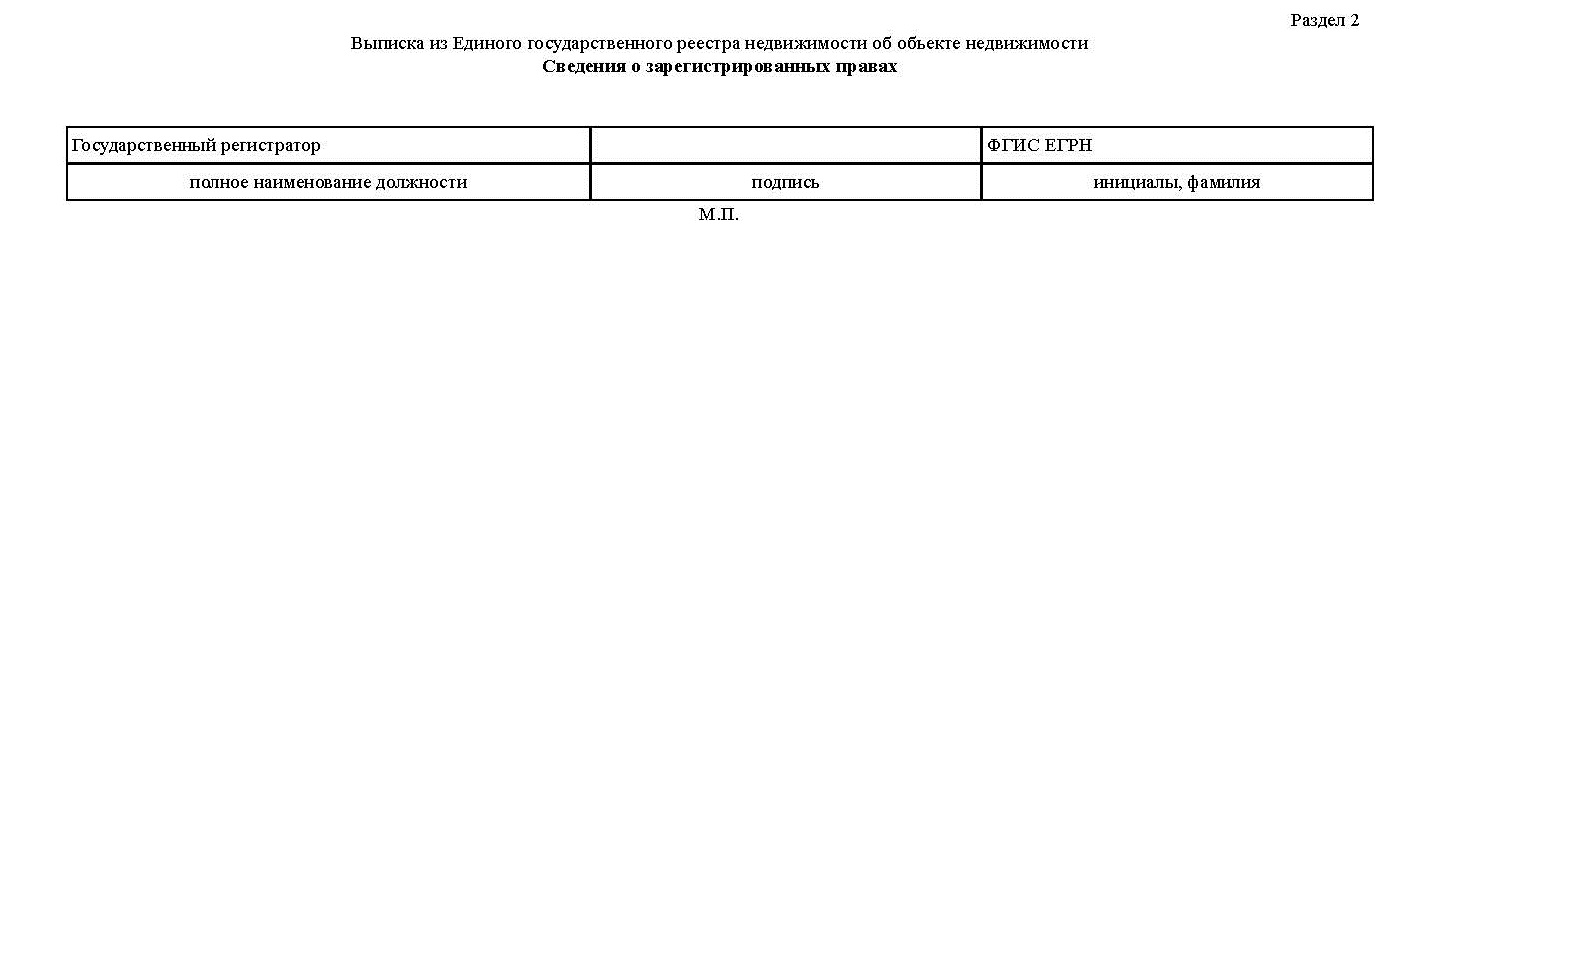 Раздел 2
Выписка из Единого государственного реестра недвижимости об объекте недвижимости
Сведения о зарегистрированных правах
Государственный регистратор ФГИС ЕГРН
полное наименование должности подпись инициалы, фамилия
М.П.